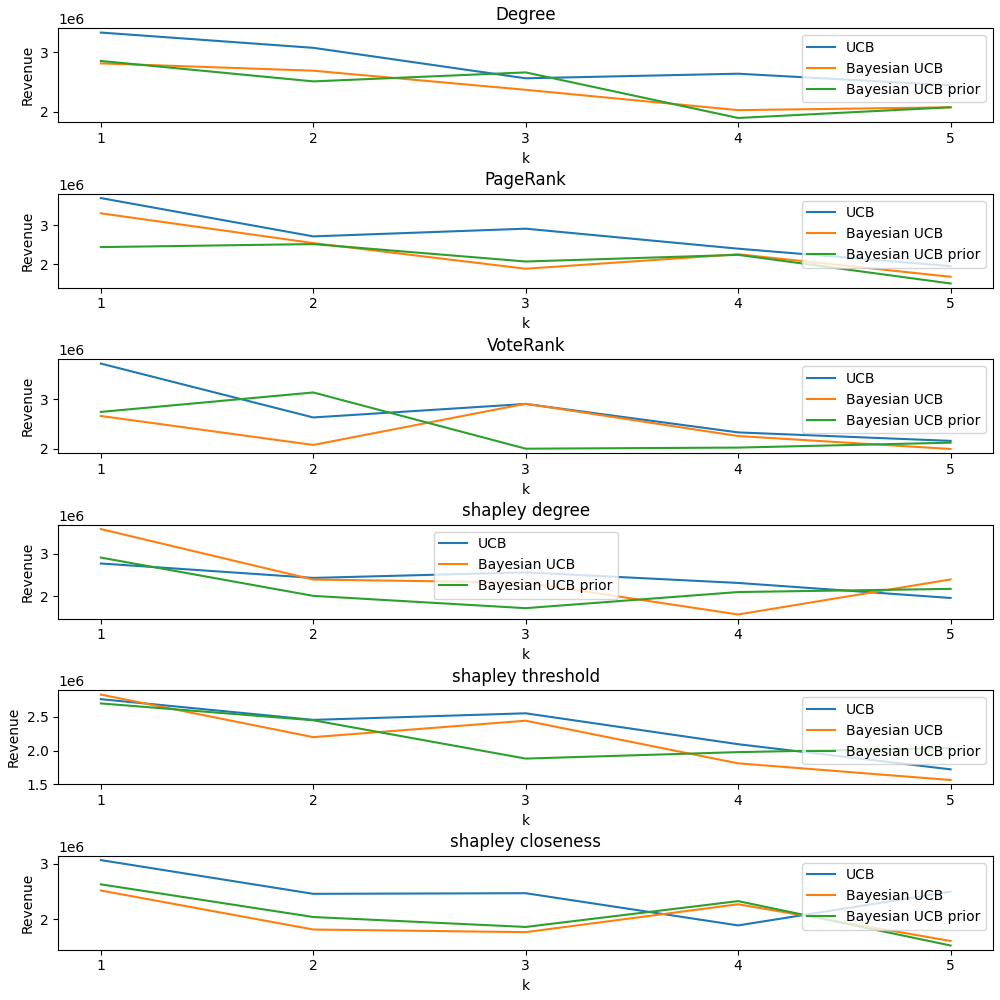 Degree
1e6
3
2
Revenue
UCB
Bayesian UCB
Bayesian UCB prior
1 2 3 4 5
k
PageRank
1e6
3
2
Revenue
UCB
Bayesian UCB
Bayesian UCB prior
1 2 3 4 5
k
VoteRank
1e6
3
2
Revenue
UCB
Bayesian UCB
Bayesian UCB prior
1 2 3 4 5
k
shapley degree
1e6
3
2
Revenue
UCB
Bayesian UCB
Bayesian UCB prior
1 2 3 4 5
k
shapley threshold
1e6
2.5
2.0
1.5
Revenue
UCB
Bayesian UCB
Bayesian UCB prior
1 2 3 4 5
k
shapley closeness
1e6
3
2
Revenue
UCB
Bayesian UCB
Bayesian UCB prior
1 2 3 4 5
k